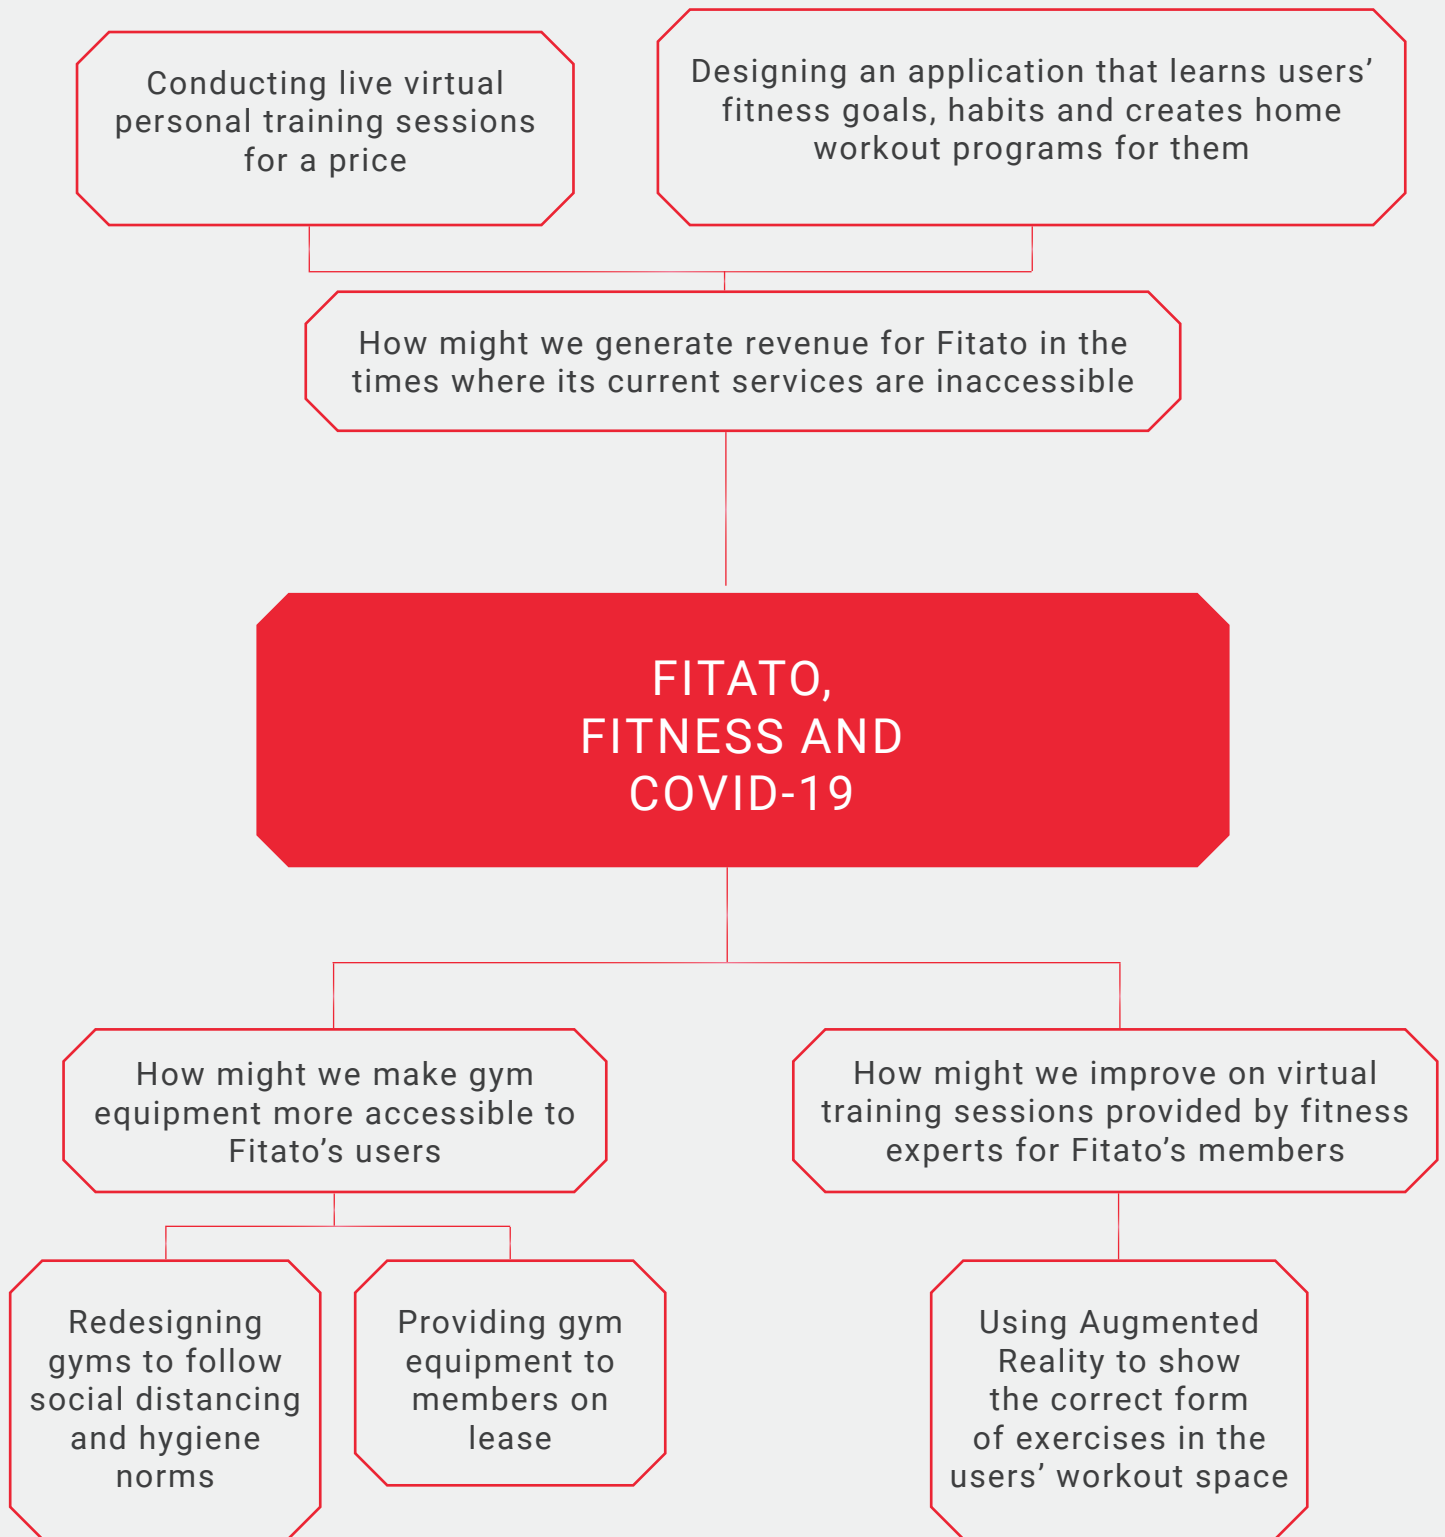 Conducting live virtual
personal training sessions
for a price
Designing an application that learns users’
fitness goals, habits and creates home
workout programs for them
How might we generate revenue for Fitato in the
times where its current services are inaccessible
FITATO,
FITNESS AND
COVID-19
How might we make gym
equipment more accessible to
Fitato’s users
How might we improve on virtual
training sessions provided by fitness
experts for Fitato’s members
Redesigning
gyms to follow
social distancing
and hygiene
norms
Providing gym
equipment to
members on
lease
Using Augmented
Reality to show
the correct form
of exercises in the
users’ workout space